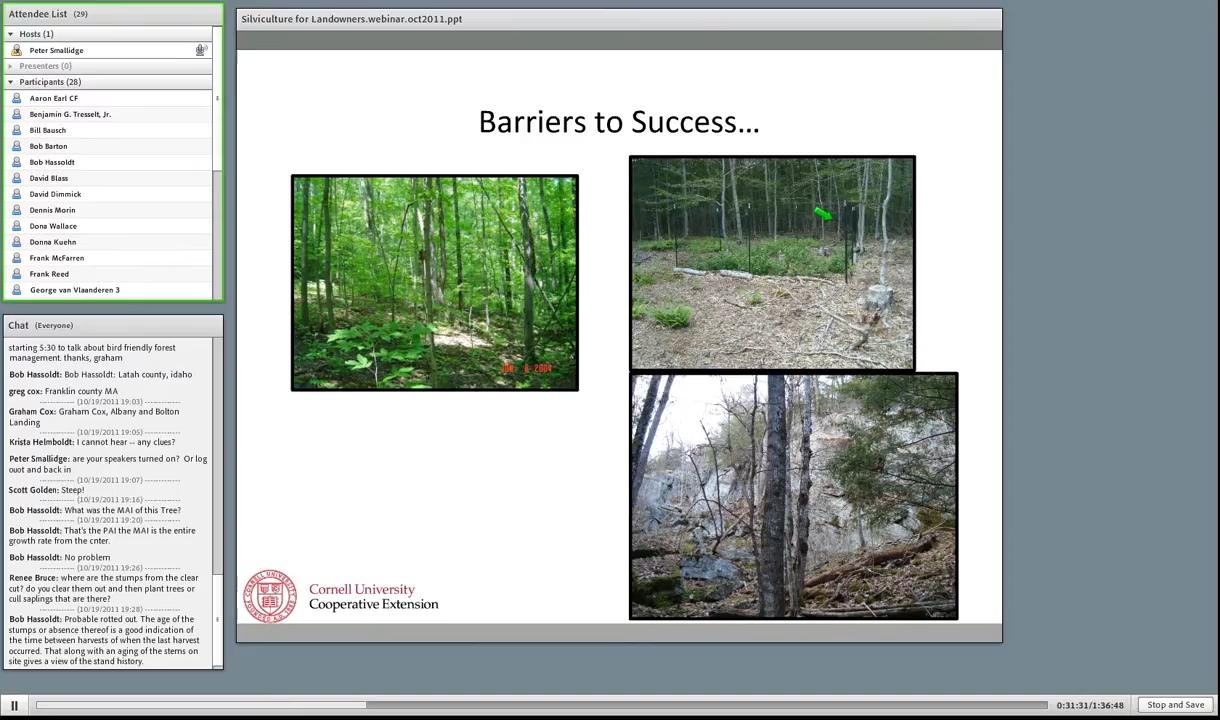 Attendee List (29)
Hosts (1)
Peter Smallidge
Presenters (0)
Participants (28)
Aaron Earl CF
Benjamin G. Tresselt, Jr.
Bill Bausch
Bob Barton
Bob Hassoldt
David Blass
David Dimmick
Dennis Morin
Dona Wallace
Donna Kuehn
Frank McFarren
Frank Reed
George van Vlaanderen 3
Chat (Everyone)
starting 5:30 to talk about bird friendly forest
management. thanks, graham
Bob Hassoldt: Bob Hassoldt: Latah county, idaho
greg cox: Franklin county MA
------------ (10/19/2011 19:03) ------------
Graham Cox: Graham Cox, Albany and Bolton
Landing
------------ (10/19/2011 19:05) ------------
Krista Helmboldt: I cannot hear -- any clues?
Peter Smallidge: are your speakers turned on? Or log
ouot and back in
------------ (10/19/2011 19:07) ------------
Scott Golden: Steep!
------------ (10/19/2011 19:16) ------------
Bob Hassoldt: What was the MAI of this Tree?
------------ (10/19/2011 19:20) ------------
Bob Hassoldt: That's the PAI the MAI is the entire
growth rate from the cnter.
Bob Hassoldt: No problem
------------ (10/19/2011 19:26) ------------
Renee Bruce: where are the stumps from the clear
cut? do you clear them out and then plant trees or
cull saplings that are there?
------------ (10/19/2011 19:28) ------------
Bob Hassoldt: Probable rotted out. The age of the
stumps or absence thereof is a good indication of
the time between harvests of when the last harvest
occurred. That along with an aging of the stems on
site gives a view of the stand history.
Silviculture for Landowners.webinar.oct2011.ppt
Barriers to Success...
2004
Cornell University
Cooperative Extension
0:31:31/1:36:48
Stop and Save